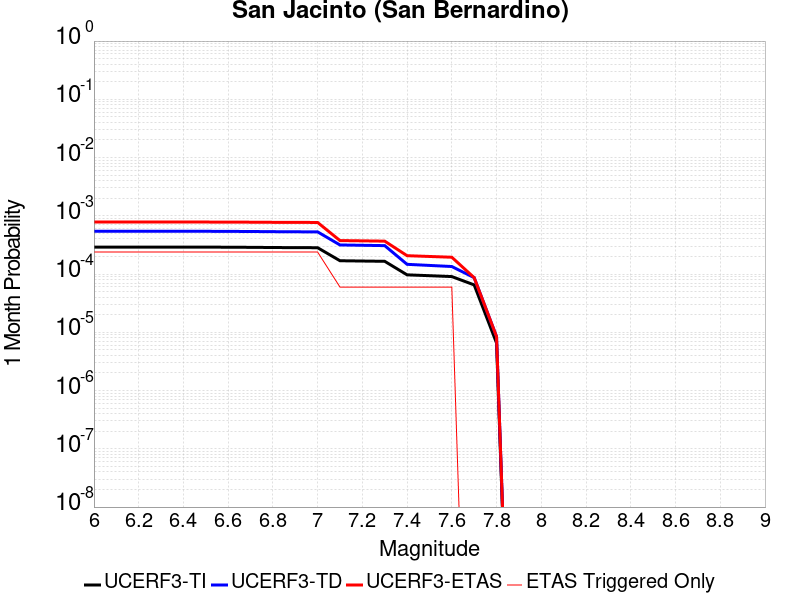 San Jacinto (San Bernardino)
10^0
10^-1
10^-2
10^-3
10^-4
10^-5
10^-6
10^-7
10^-8
1 Month Probability
6 6.2 6.4 6.6 6.8 7 7.2 7.4 7.6 7.8 8 8.2 8.4 8.6 8.8 9
Magnitude
UCERF3-TI UCERF3-TD UCERF3-ETAS ETAS Triggered Only